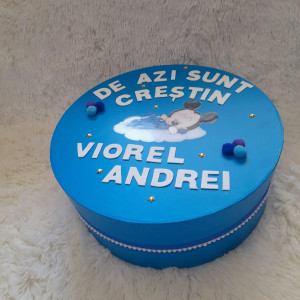 DE AZI SUNT
CREȘTIN
VIOREL
ANDREI